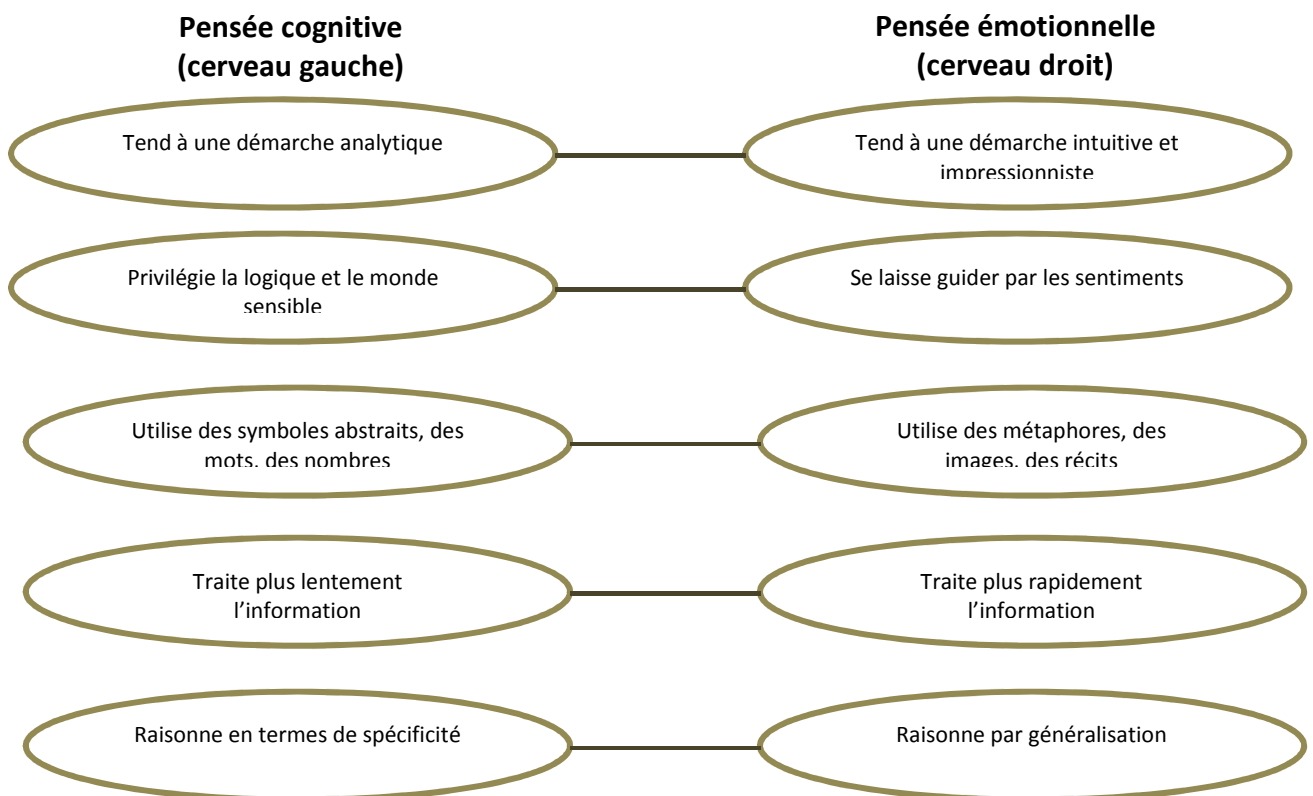 Pensée cognitive
(cerveau gauche)
Pensée émotionnelle
(cerveau droit)
Tend à une démarche analytique
Tend à une démarche intuitive et
impressionniste
Privilégie la logique et le monde
sensible
Se laisse guider par les sentiments
Utilise des symboles abstraits, des
mots, des nombres
Utilise des métaphores, des
images, des récits
Traite plus lentement
l’information
Traite plus rapidement
l’information
Raisonne en termes de spécificité
Raisonne par généralisation